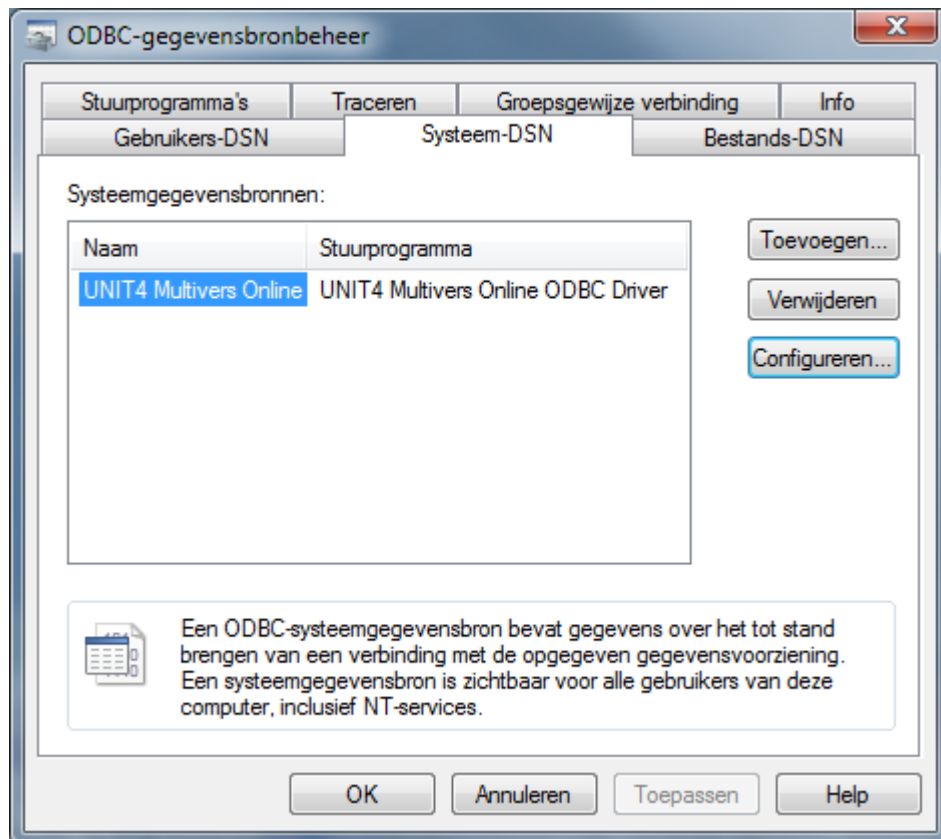 ODBC-gegevensbronbeheer
Stuurprogramma's Traceren Groepsgewijze verbinding Info
Gebruikers-DSN Systeem-DSN Bestands-DSN
Systeemgegevensbronnen:
Naam Stuurprogramma
UNIT4 Multivers Online UNIT4 Multivers Online ODBC Driver
Toevoegen...
Verwijderen
Configureren...
Een ODBC-systeemgegevensbron bevat gegevens over het tot stand
brengen van een verbinding met de opgegeven gegevensvoorziening.
Een systeemgegevensbron is zichtbaar voor alle gebruikers van deze
computer, inclusief NT-services.
OK Annuleren Toepassen Help